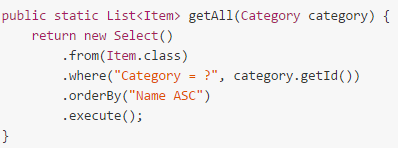 public static List<Item> getAll(Category category) {
    return new Select()
        .from(Item.class)
        .where("Category = ?", category.getId())
        .orderBy("Name ASC")
        .execute();
}